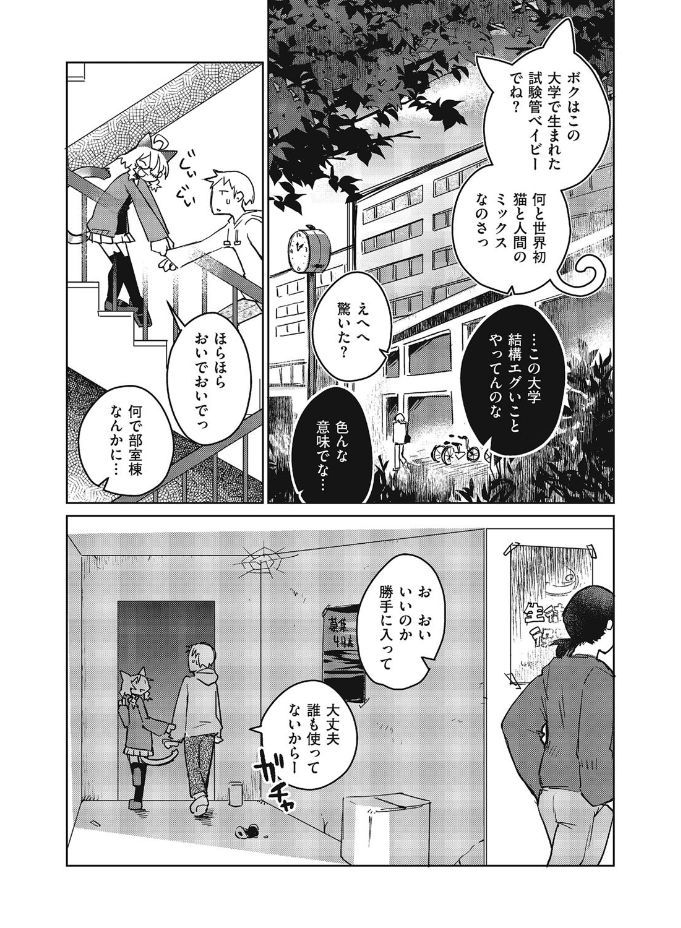 ボクはこの
大学で生まれた
試験管ベイビー
でね？
何と世界初
猫と人間の
ミックス
なのさっ
…この大学
結構エグいこと
やってんのな
えへへ
驚いた？
色んな
意味でな…
ぐいぐい
ほらほら
おいでおいでっ
何で部室棟
なんかに…
お　おい
いいのか
勝手に入って
大丈夫
誰も使って
ないからー
ガチャ
募集